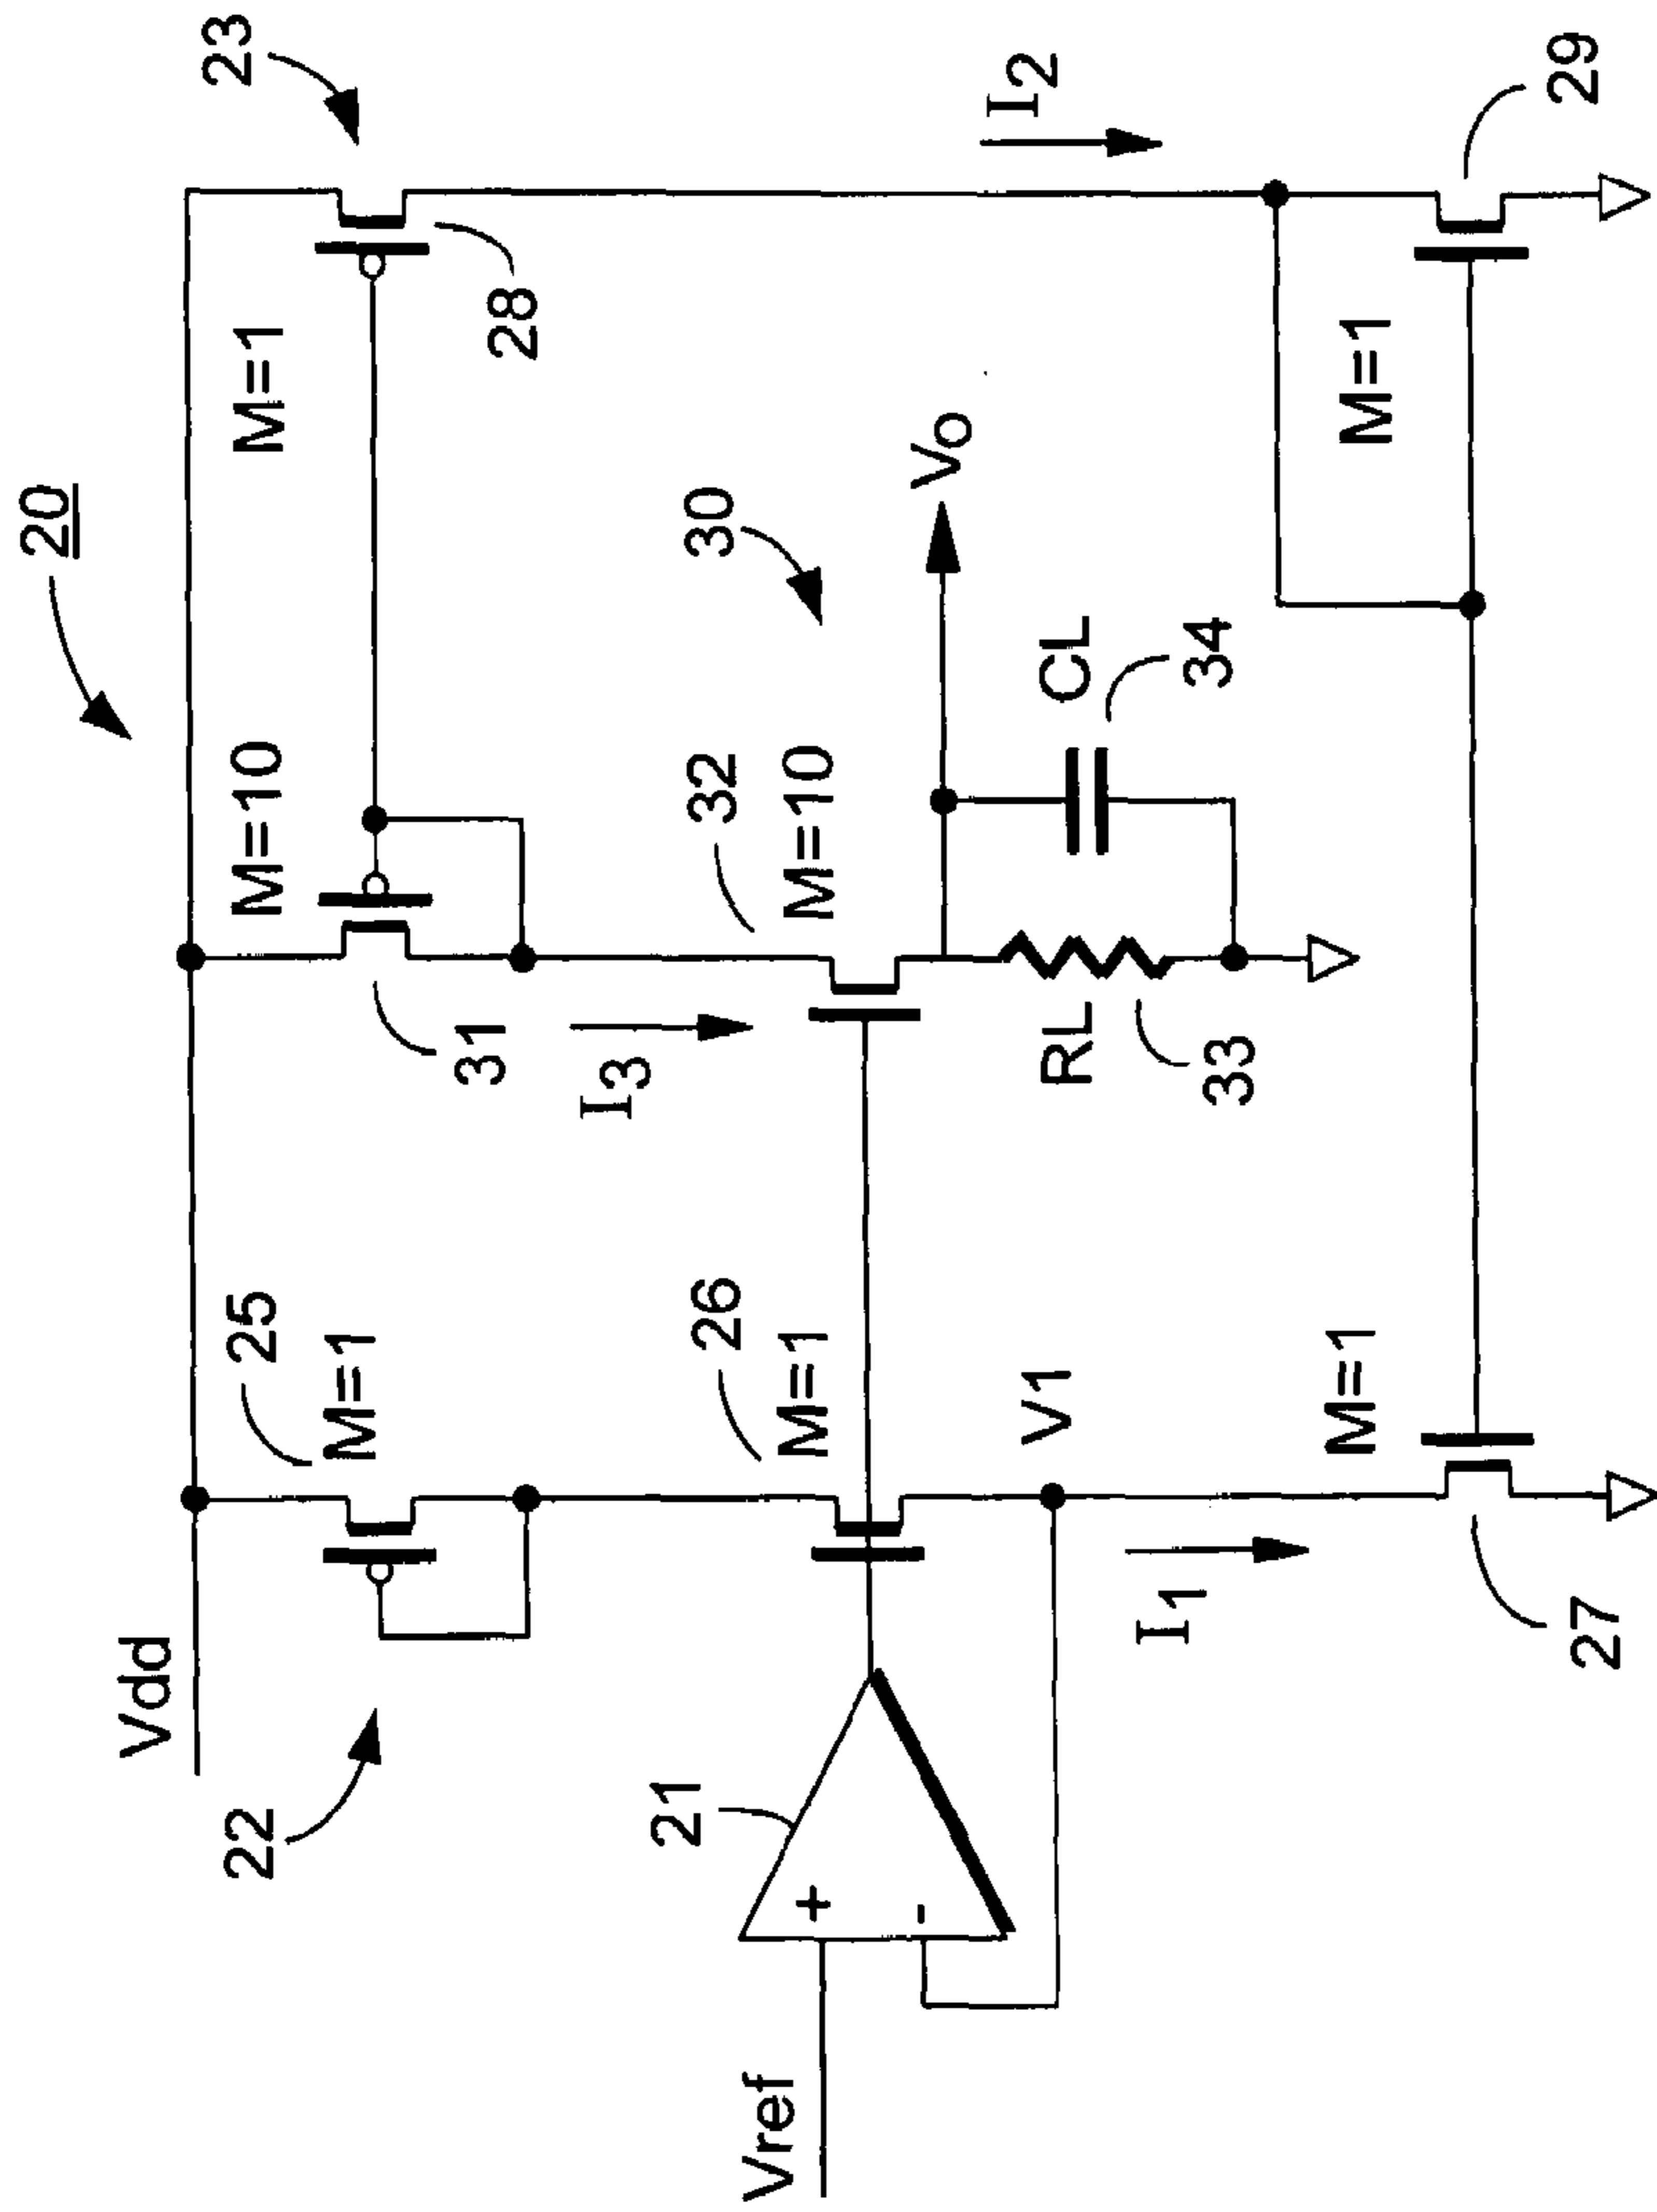 20
Vdd
22
25
M=1
M=10
M=1
23
31
28
I3
26
M=1
32
M=10
30
21
+
-
Vref
V1
I1
RL
33
CL
34
Vo
I2
M=1
27
M=1
29